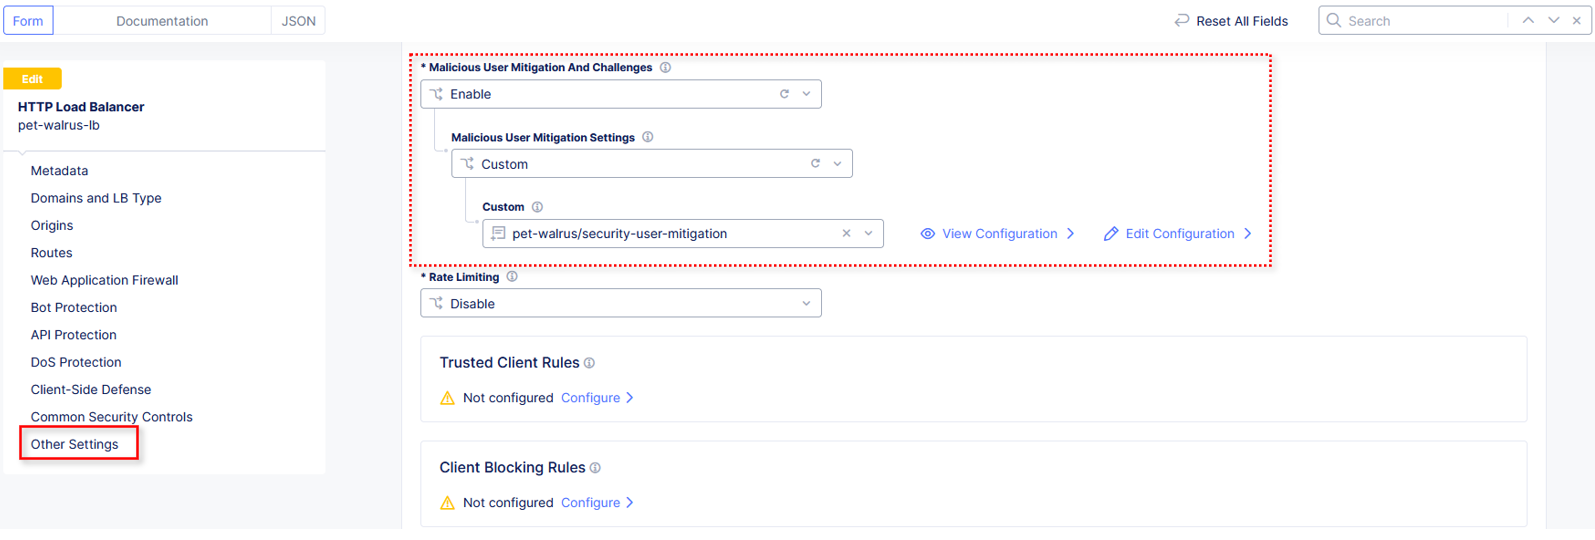 Form Documentation JSON
Reset All Fields
Search
Edit
HTTP Load Balancer
pet-walrus-lb
Metadata
Domains and LB Type
Origins
Routes
Web Application Firewall
Bot Protection
API Protection
DoS Protection
Client-Side Defense
Common Security Controls
Other Settings
* Malicious User Mitigation And Challenges
Enable
Malicious User Mitigation Settings
Custom
Custom
pet-walrus/security-user-mitigation
View Configuration
Edit Configuration
* Rate Limiting
Disable
Trusted Client Rules
Not configured Configure
Client Blocking Rules
Not configured Configure